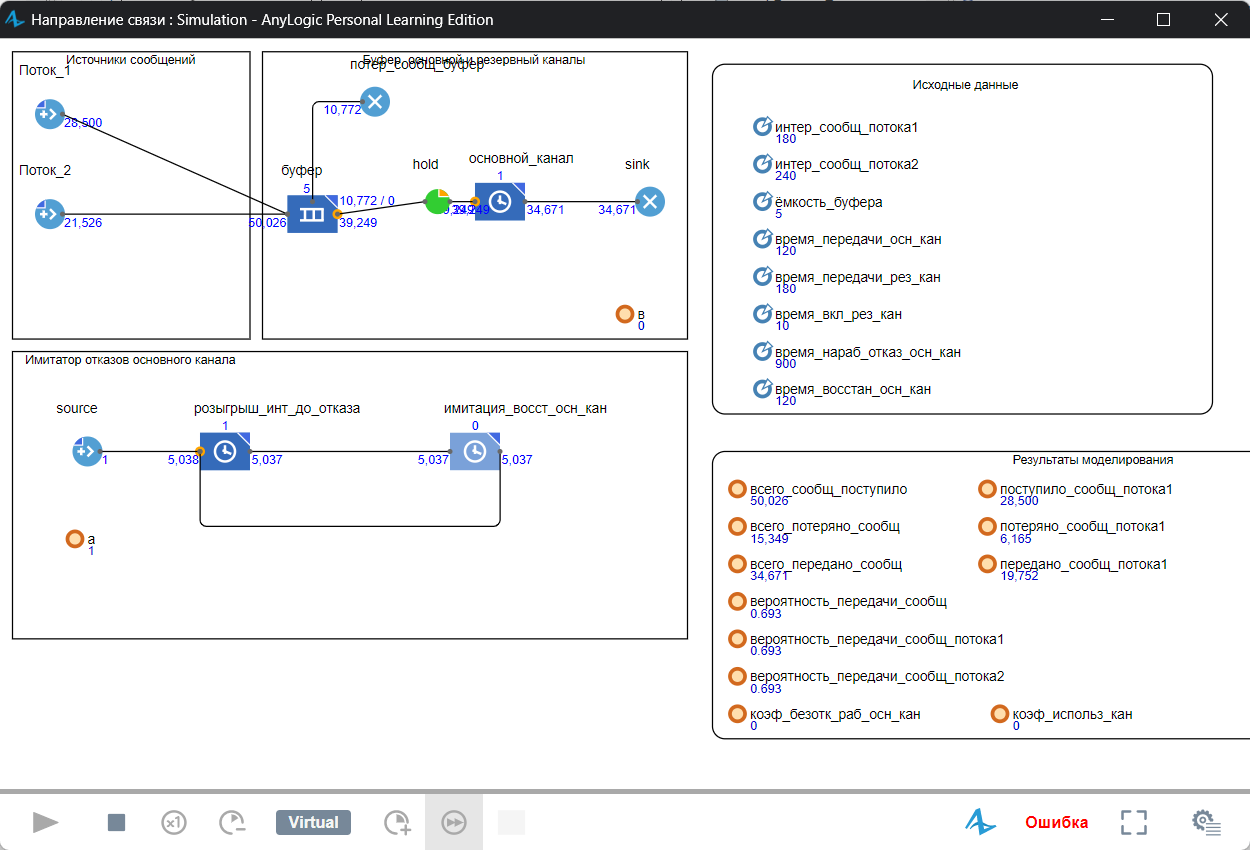 Направление связи : Simulation - AnyLogic Personal Learning Edition
Источники сообщений
Поток_1
28,500
Поток_2
21,526
Буфер, основной и резервный каналы
потер_сообщ_буфер
10,772
буфер
5
50,026
10,772 / 0
39,249
hold
основной_канал
1
34,671
sink
34,671
в
0
Имитатор отказов основного канала
source
1
розыгрыш_инт_до_отказа
1
5,038
5,037
имитация_восст_осн_кан
0
5,037
5,037
а
1
Исходные данные
интер_сообщ_потока1
180
интер_сообщ_потока2
240
ёмкость_буфера
5
время_передачи_осн_кан
120
время_передачи_рез_кан
180
время_вкл_рез_кан
10
время_нараб_отказ_осн_кан
900
время_восстан_осн_кан
120
Результаты моделирования
всего_сообщ_поступило
50,026
поступило_сообщ_потока1
28,500
всего_потеряно_сообщ
15,349
потеряно_сообщ_потока1
6,165
всего_передано_сообщ
34,671
передано_сообщ_потока1
19,752
вероятность_передачи_сообщ
0.693
вероятность_передачи_сообщ_потока1
0.693
вероятность_передачи_сообщ_потока2
0.693
коэф_безотк_раб_осн_кан
0
коэф_использ_кан
0
x1
Virtual
Ошибка